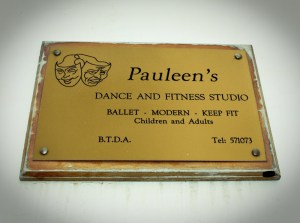 Pauleen's
DANCE AND FITNESS STUDIO
BALLET - MODERN - KEEP FIT
Children and Adults
B.T.D.A. Tel: 571073